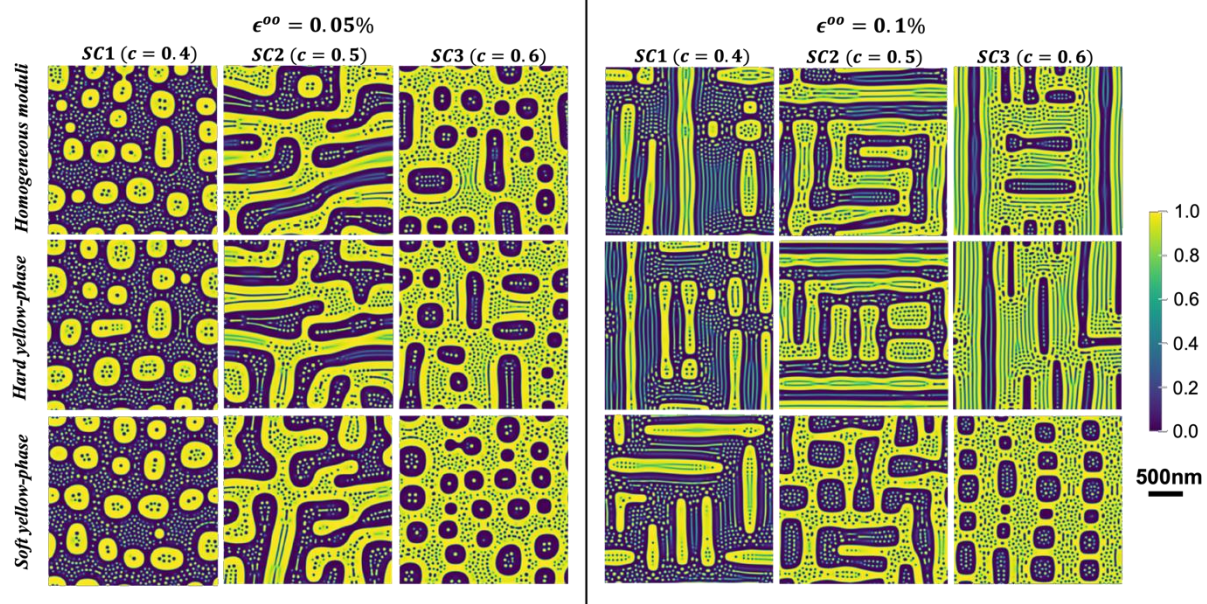 ϵ^oo = 0.05%
ϵ^oo = 0.1%
SC1 (c = 0.4)
SC2 (c = 0.5)
SC3 (c = 0.6)
SC1 (c = 0.4)
SC2 (c = 0.5)
SC3 (c = 0.6)
Homogeneous moduli
Hard yellow-phase
Soft yellow-phase
1.0
0.8
0.6
0.4
0.2
0.0
500nm